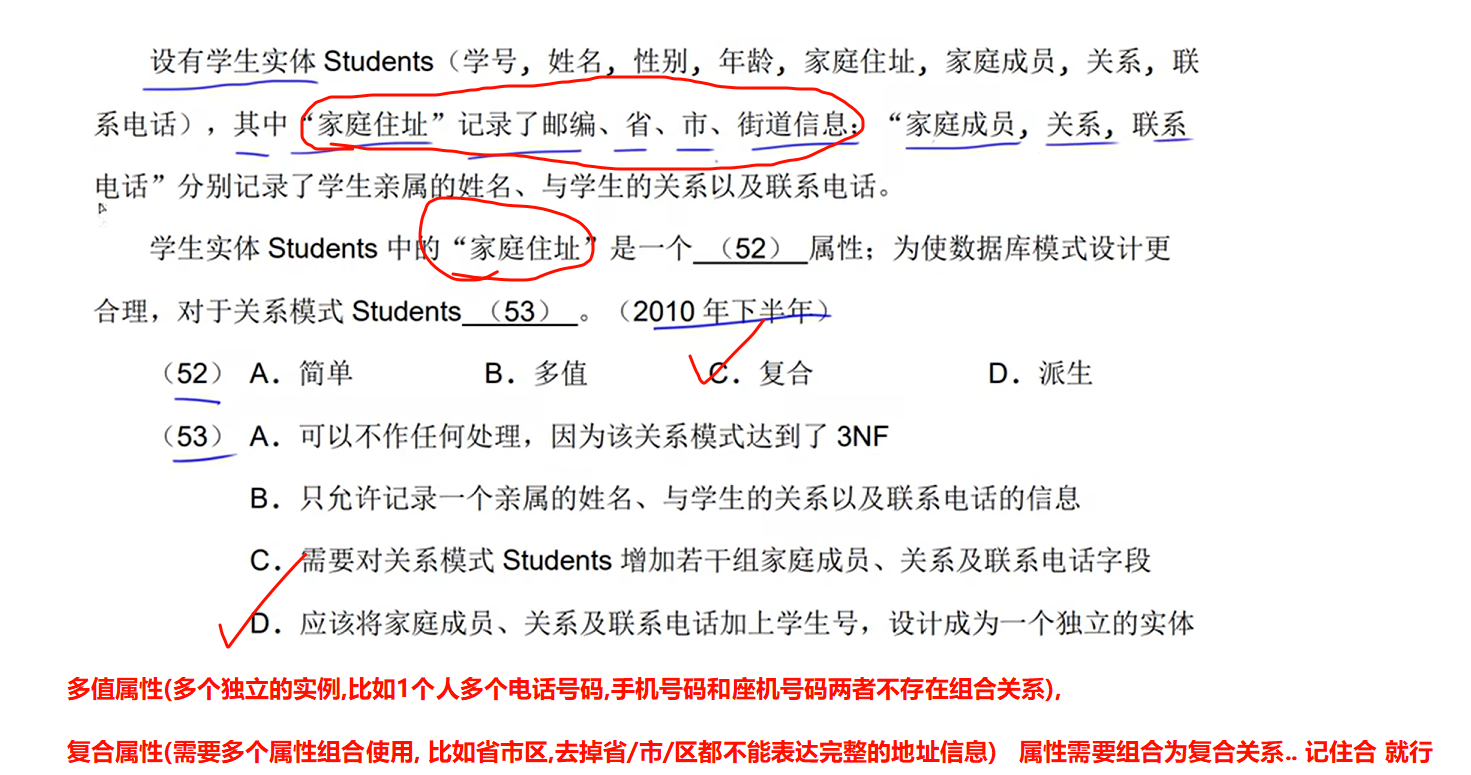 设有学生实体 Students（学号，姓名，性别，年龄，家庭住址，家庭成员，关系，联
系电话），其中“家庭住址”记录了邮编、省、市、街道信息；“家庭成员，关系，联系
电话”分别记录了学生亲属的姓名、与学生的关系以及联系电话。
学生实体 Students 中的“家庭住址”是一个 （52） 属性；为使数据库模式设计更
合理，对于关系模式 Students （53） 。（2010 年下半年）
（52）A．简单 B．多值 C．复合 D．派生
（53）A．可以不作任何处理，因为该关系模式达到了 3NF
B．只允许记录一个亲属的姓名、与学生的关系以及联系电话的信息
C．需要对关系模式 Students 增加若干组家庭成员、关系及联系电话字段
D．应该将家庭成员、关系及联系电话加上学生号，设计成为一个独立的实体
多值属性(多个独立的实例,比如1个人多个电话号码,手机号码和座机号码两者不存在组合关系),
复合属性(需要多个属性组合使用, 比如省市区,去掉省/市/区都不能表达完整的地址信息) 属性需要组合为复合关系.. 记住合 就行